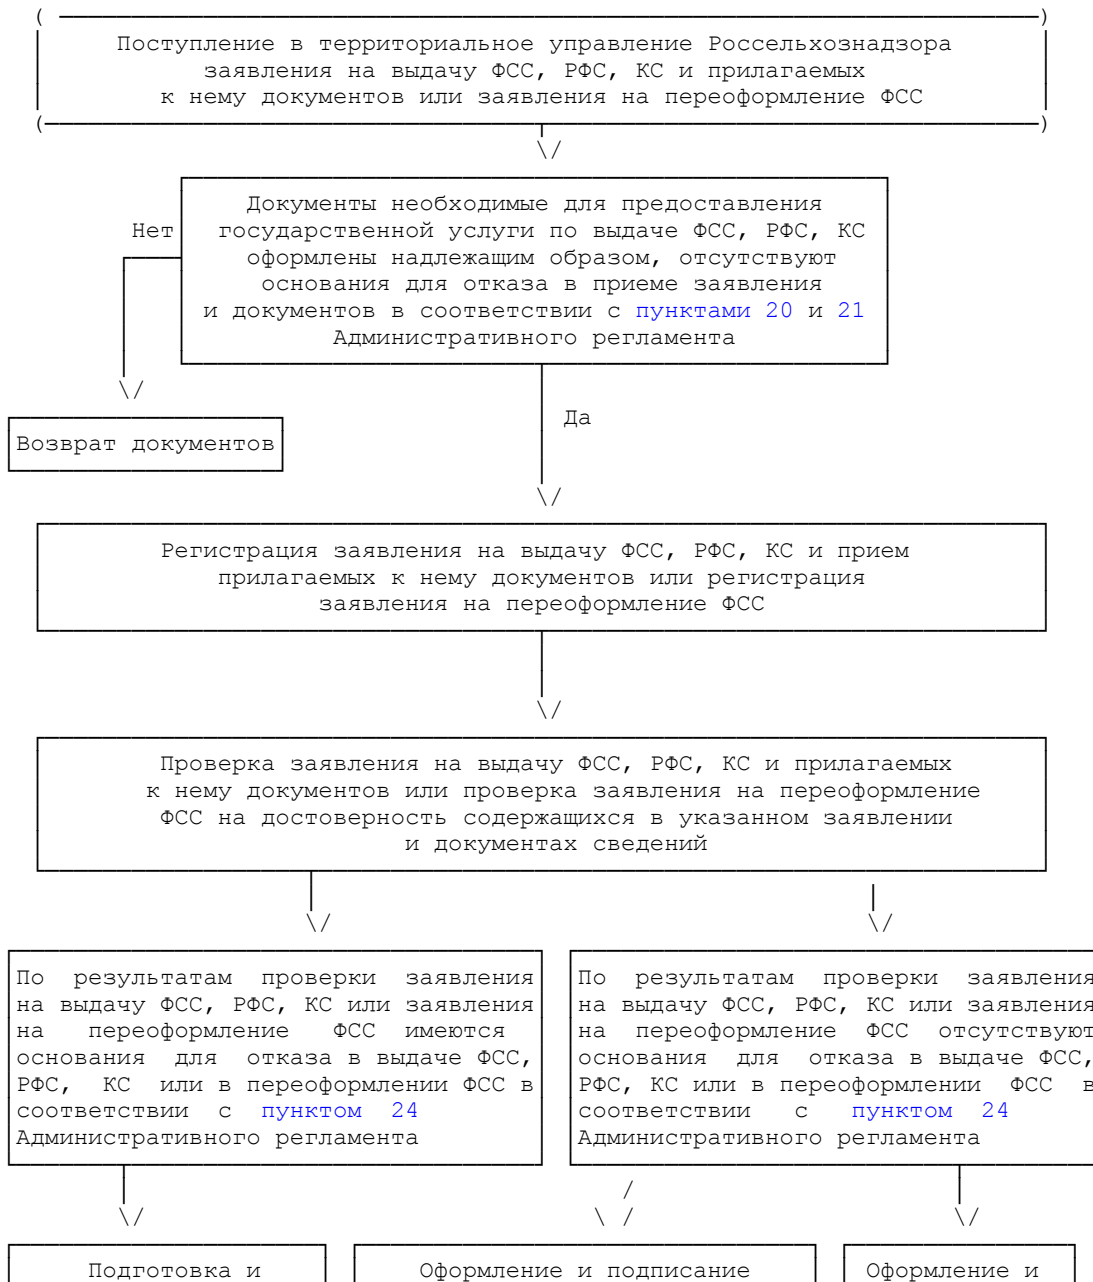 Поступление в территориальное управление Россельхознадзора
заявления на выдачу ФСС, РФС, КС и прилагаемых
к нему документов или заявления на переоформление ФСС
Документы необходимые для предоставления
государственной услуги по выдаче ФСС, РФС, КС
оформлены надлежащим образом, отсутствуют
основания для отказа в приеме заявления
и документов в соответствии с пунктами 20 и 21
Административного регламента
Нет
Возврат документов
Да
Регистрация заявления на выдачу ФСС, РФС, КС и прием
прилагаемых к нему документов или регистрация
заявления на переоформление ФСС
Проверка заявления на выдачу ФСС, РФС, КС и прилагаемых
к нему документов или проверка заявления на переоформление
ФСС на достоверность содержащихся в указанном заявлении
и документах сведений
По результатам проверки заявления
на выдачу ФСС, РФС, КС или заявления
на переоформление ФСС имеются
основания для отказа в выдаче ФСС,
РФС, КС или в переоформлении ФСС в
соответствии с пунктом 24
Административного регламента
По результатам проверки заявления
на выдачу ФСС, РФС, КС или заявления
на переоформление ФСС отсутствуют
основания для отказа в выдаче ФСС,
РФС, КС или в переоформлении ФСС в
соответствии с пунктом 24
Административного регламента
Подготовка и
Оформление и подписание
Оформление и